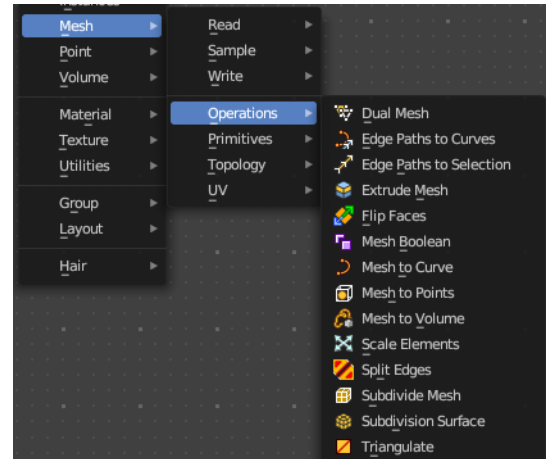 Instances
Mesh
Point
Volume
Material
Texture
Utilities
Group
Layout
Hair
Read
Sample
Write
Operations
Primitives
Topology
UV
Dual Mesh
Edge Paths to Curves
Edge Paths to Selection
Extrude Mesh
Flip Faces
Mesh Boolean
Mesh to Curve
Mesh to Points
Mesh to Volume
Scale Elements
Split Edges
Subdivide Mesh
Subdivision Surface
Triangulate